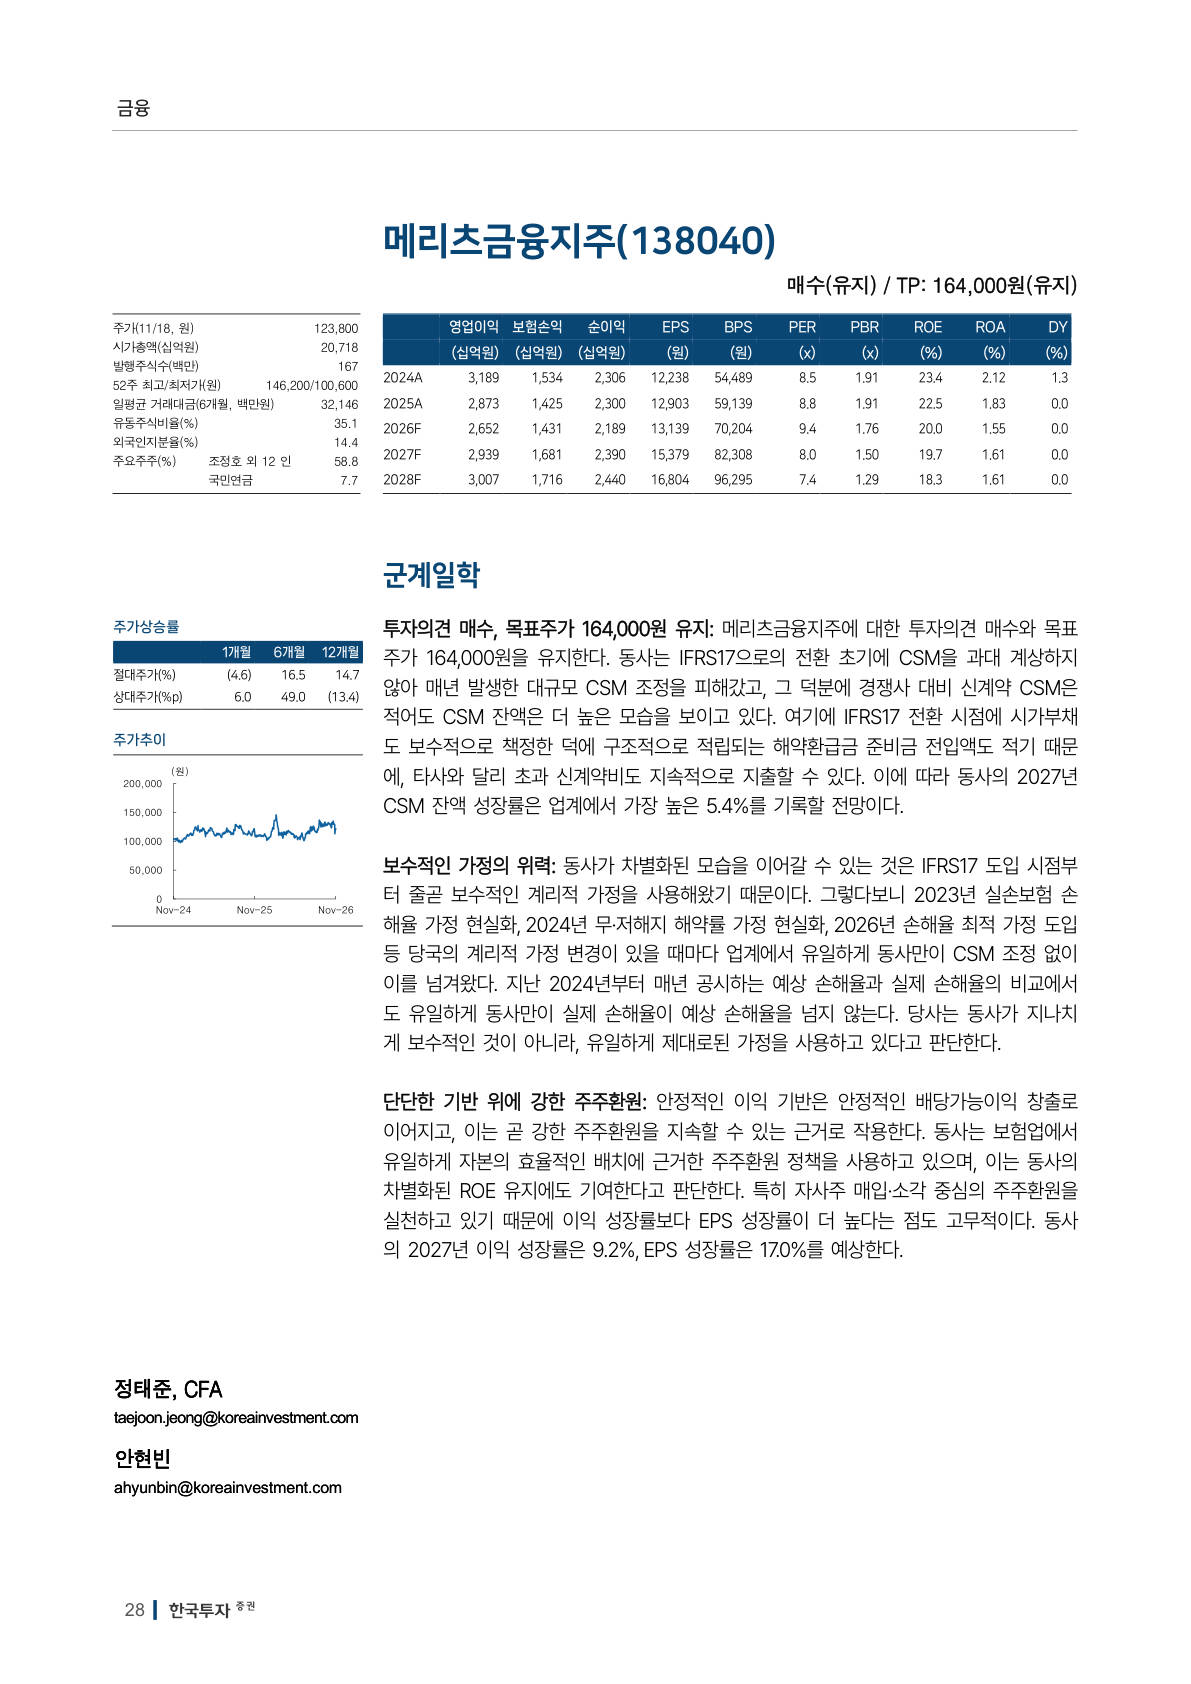 금융
메리츠금융지주(138040)
매수(유지) / TP: 164,000원(유지)
주가(11/18, 원) 123,800
시가총액(십억원) 20,718
발행주식수(백만) 167
52주 최고/최저가(원) 146,200/100,600
일평균 거래대금(6개월, 백만원) 32,146
유동주식비율(%) 35.1
외국인지분율(%) 14.4
주요주주(%) 조정호 외 12 인 58.8
국민연금 7.7
영업이익 보험손익 순이익 EPS BPS PER PBR ROE ROA DY
(십억원) (십억원) (십억원) (원) (원) (x) (x) (%) (%) (%)
2024A 3,189 1,534 2,306 12,238 54,489 8.5 1.91 23.4 2.12 1.3
2025A 2,873 1,425 2,300 12,903 59,139 8.8 1.91 22.5 1.83 0.0
2026F 2,652 1,431 2,189 13,139 70,204 9.4 1.76 20.0 1.55 0.0
2027F 2,939 1,681 2,390 15,379 82,308 8.0 1.50 19.7 1.61 0.0
2028F 3,007 1,716 2,440 16,804 96,295 7.4 1.29 18.3 1.61 0.0
주가상승률
1개월 6개월 12개월
절대주가(%) (4.6) 16.5 14.7
상대주가(%p) 6.0 49.0 (13.4)
주가추이
(원)
200,000
150,000
100,000
50,000
0
Nov-24 Nov-25 Nov-26
군계일학
투자의견 매수, 목표주가 164,000원 유지: 메리츠금융지주에 대한 투자의견 매수와 목표
주가 164,000원을 유지한다. 동사는 IFRS17으로의 전환 초기에 CSM을 과대 계상하지
않아 매년 발생한 대규모 CSM 조정을 피해갔고, 그 덕분에 경쟁사 대비 신계약 CSM은
적어도 CSM 잔액은 더 높은 모습을 보이고 있다. 여기에 IFRS17 전환 시점에 시가부채
도 보수적으로 책정한 덕에 구조적으로 적립되는 해약환급금 준비금 전입액도 적기 때문
에, 타사와 달리 초과 신계약비도 지속적으로 지출할 수 있다. 이에 따라 동사의 2027년
CSM 잔액 성장률은 업계에서 가장 높은 5.4%를 기록할 전망이다.
보수적인 가정의 위력: 동사가 차별화된 모습을 이어갈 수 있는 것은 IFRS17 도입 시점부
터 줄곧 보수적인 계리적 가정을 사용해왔기 때문이다. 그렇다보니 2023년 실손보험 손
해율 가정 현실화, 2024년 무·저해지 해약률 가정 현실화, 2026년 손해율 최적 가정 도입
등 당국의 계리적 가정 변경이 있을 때마다 업계에서 유일하게 동사만이 CSM 조정 없이
이를 넘겨왔다. 지난 2024년부터 매년 공시하는 예상 손해율과 실제 손해율의 비교에서
도 유일하게 동사만이 실제 손해율이 예상 손해율을 넘지 않는다. 당사는 동사가 지나치
게 보수적인 것이 아니라, 유일하게 제대로된 가정을 사용하고 있다고 판단한다.
단단한 기반 위에 강한 주주환원: 안정적인 이익 기반은 안정적인 배당가능이익 창출로
이어지고, 이는 곧 강한 주주환원을 지속할 수 있는 근거로 작용한다. 동사는 보험업에서
유일하게 자본의 효율적인 배치에 근거한 주주환원 정책을 사용하고 있으며, 이는 동사의
차별화된 ROE 유지에도 기여한다고 판단한다. 특히 자사주 매입·소각 중심의 주주환원을
실천하고 있기 때문에 이익 성장률보다 EPS 성장률이 더 높다는 점도 고무적이다. 동사
의 2027년 이익 성장률은 9.2%, EPS 성장률은 17.0%를 예상한다.
정태준, CFA
taejoon.jeong@koreainvestment.com
안현빈
ahyunbin@koreainvestment.com
28 한국투자 증권